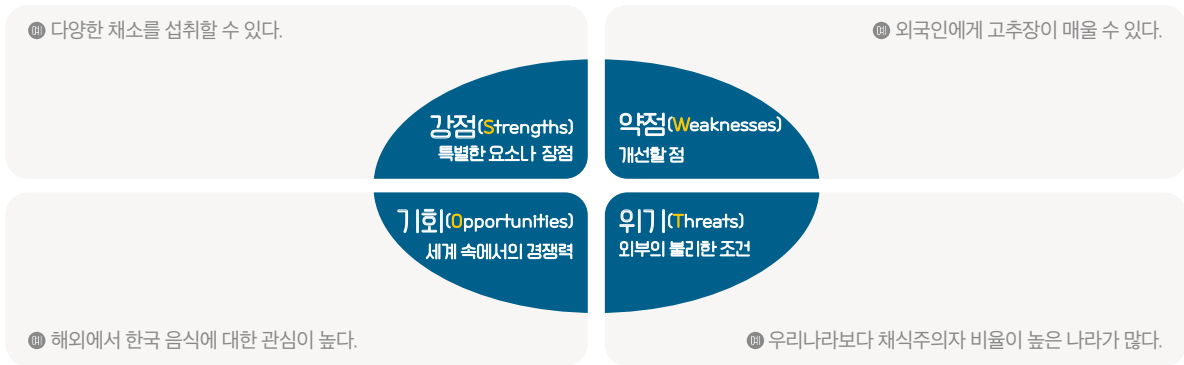 예 다양한 채소를 섭취할 수 있다.
예 외국인에게 고추장이 매울 수 있다.
강점(Strengths)
특별한 요소나 장점
약점(Weaknesses)
개선할 점
기회(Opportunities)
세계 속에서의 경쟁력
위기(Threats)
외부의 불리한 조건
예 해외에서 한국 음식에 대한 관심이 높다.
예 우리나라보다 채식주의자 비율이 높은 나라가 많다.